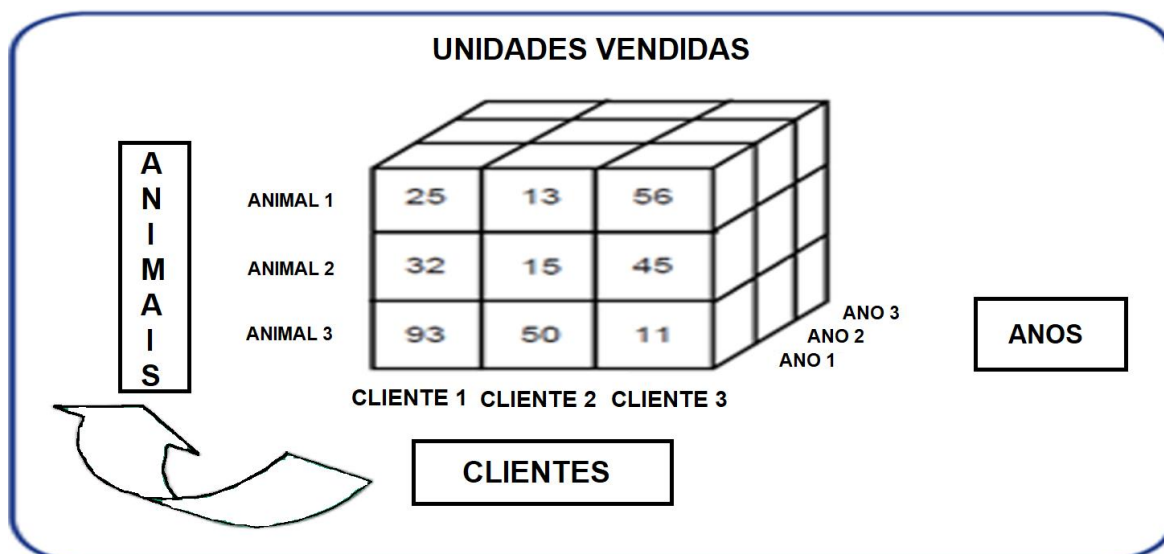 UNIDADES VENDIDAS
ANIMAIS
ANIMAL 1 25 13 56
ANIMAL 2 32 15 45
ANIMAL 3 93 50 11
ANO 3
ANO 2
ANO 1
ANOS
CLIENTE 1 CLIENTE 2 CLIENTE 3
CLIENTES